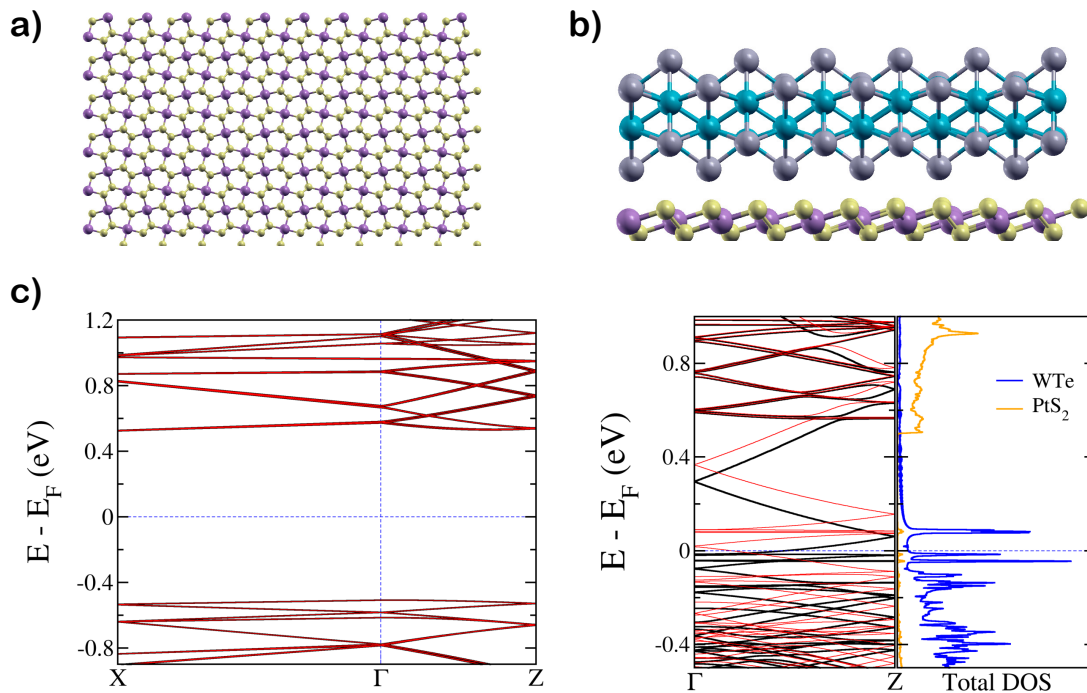 a)
b)
c)
E - E_F (eV)
1.2
0.8
0.4
0
-0.4
-0.8
X
Γ
Z
E - E_F (eV)
0.8
0.4
0
-0.4
Γ
Z
WTe
PtS₂
Total DOS